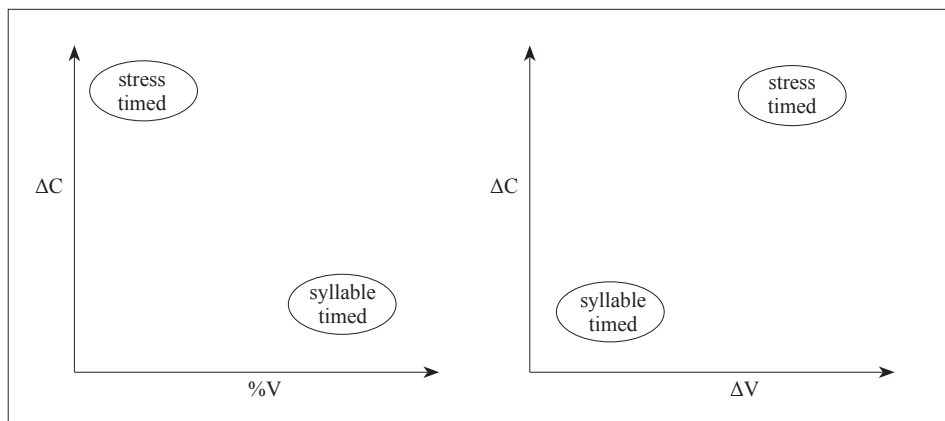 stress
timed
ΔC
syllable
timed
%V
stress
timed
ΔC
syllable
timed
ΔV